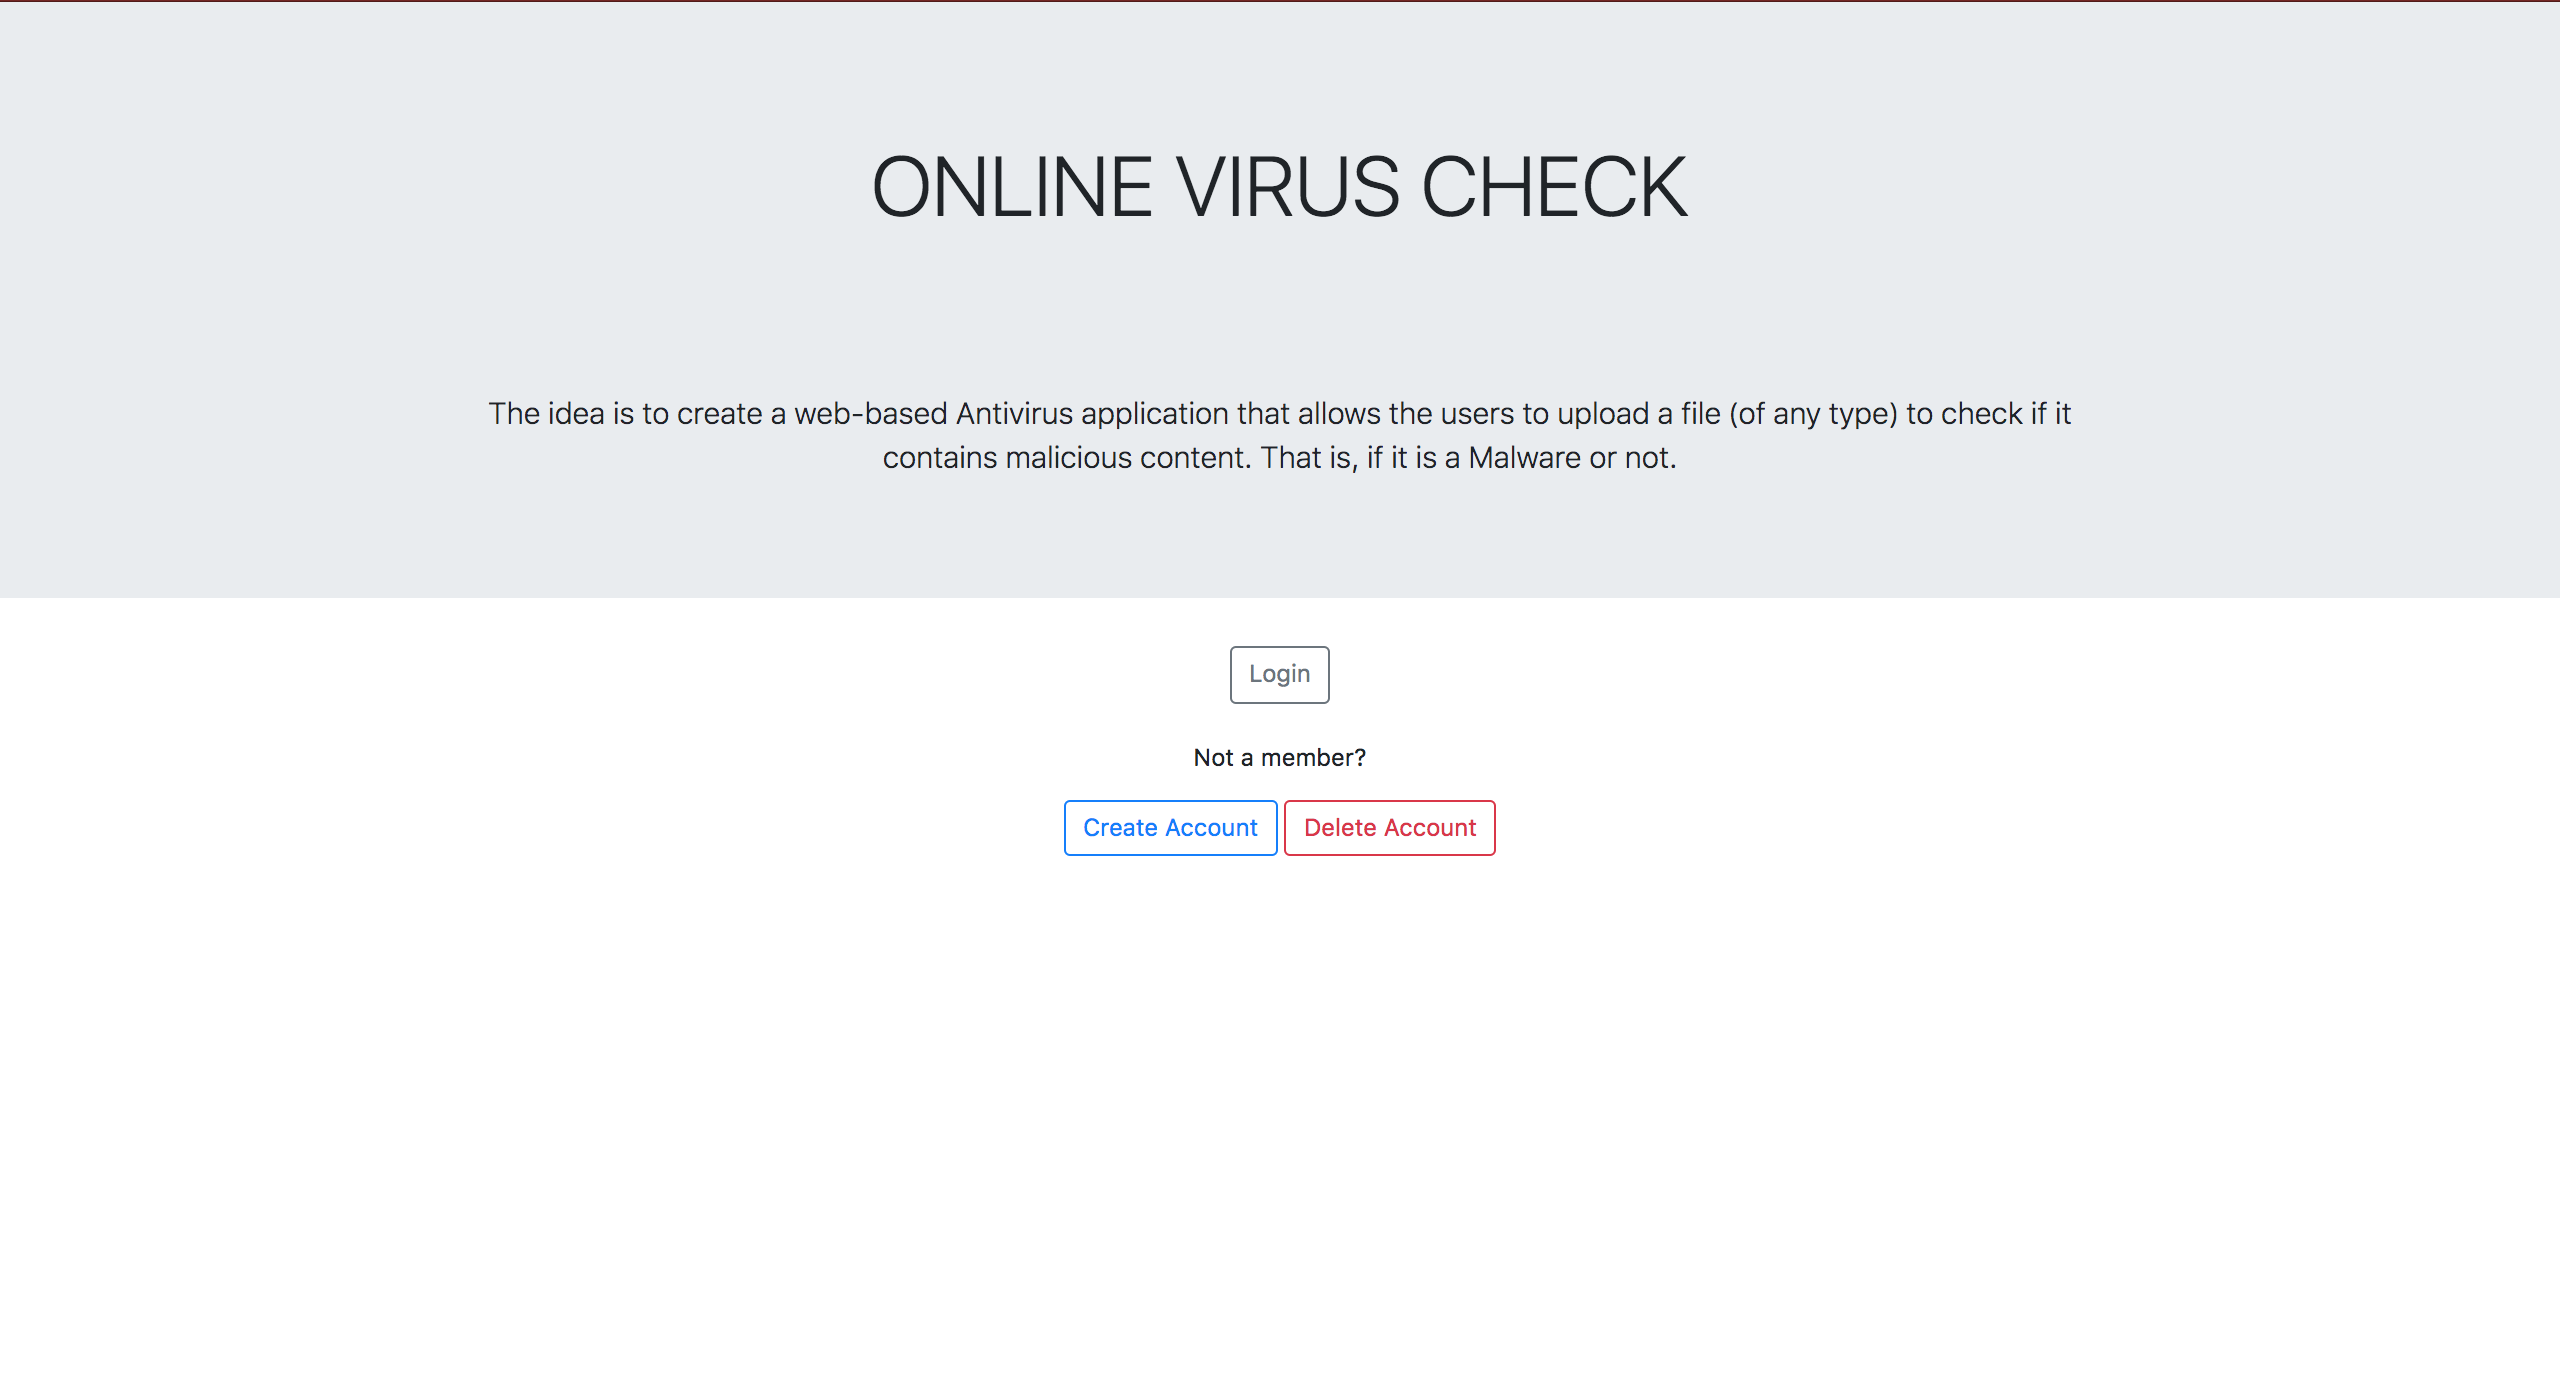 ONLINE VIRUS CHECK
The idea is to create a web-based Antivirus application that allows the users to upload a file (of any type) to check if it
contains malicious content. That is, if it is a Malware or not.
Login
Not a member?
Create Account Delete Account